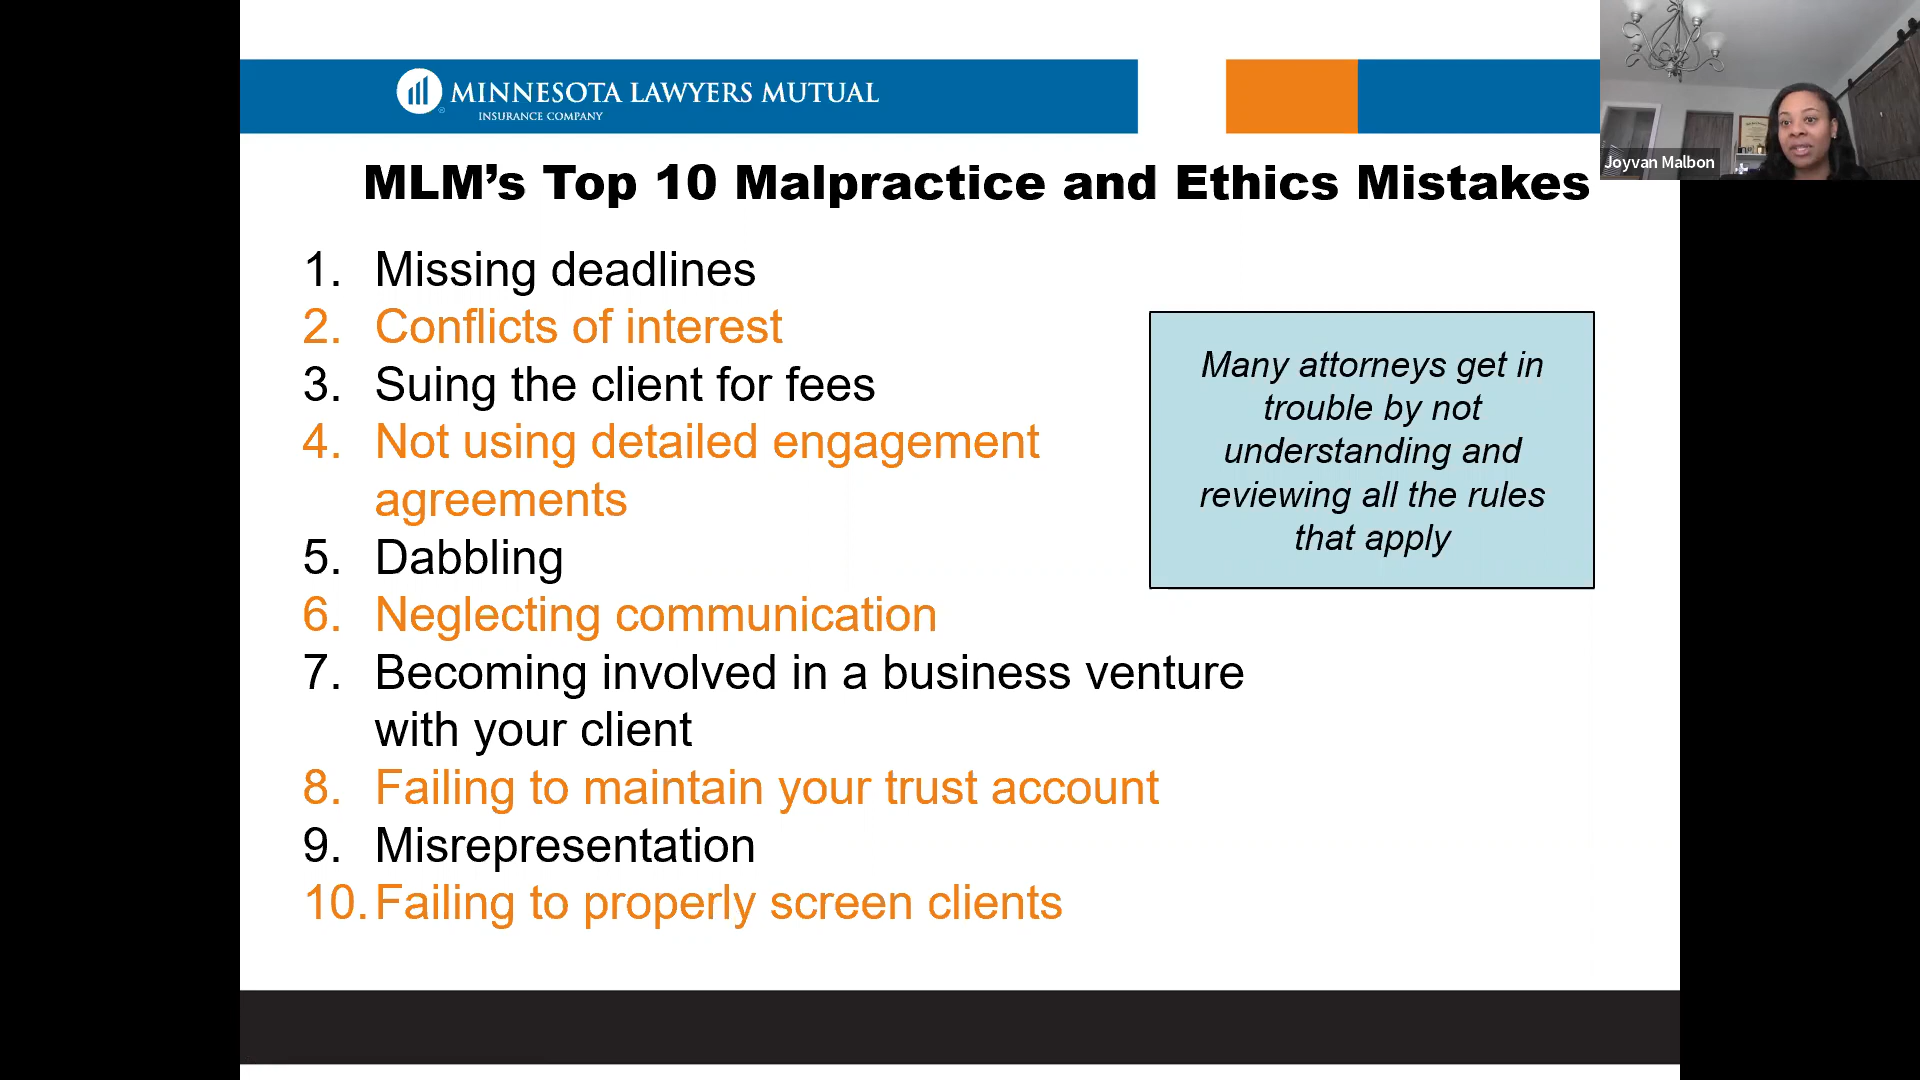 MINNESOTA LAWYERS MUTUAL
INSURANCE COMPANY
Joyvan Malbon
MLM’s Top 10 Malpractice and Ethics Mistakes
1. Missing deadlines
2. Conflicts of interest
3. Suing the client for fees
4. Not using detailed engagement
agreements
5. Dabbling
6. Neglecting communication
7. Becoming involved in a business venture
with your client
8. Failing to maintain your trust account
9. Misrepresentation
10. Failing to properly screen clients
Many attorneys get in
trouble by not
understanding and
reviewing all the rules
that apply